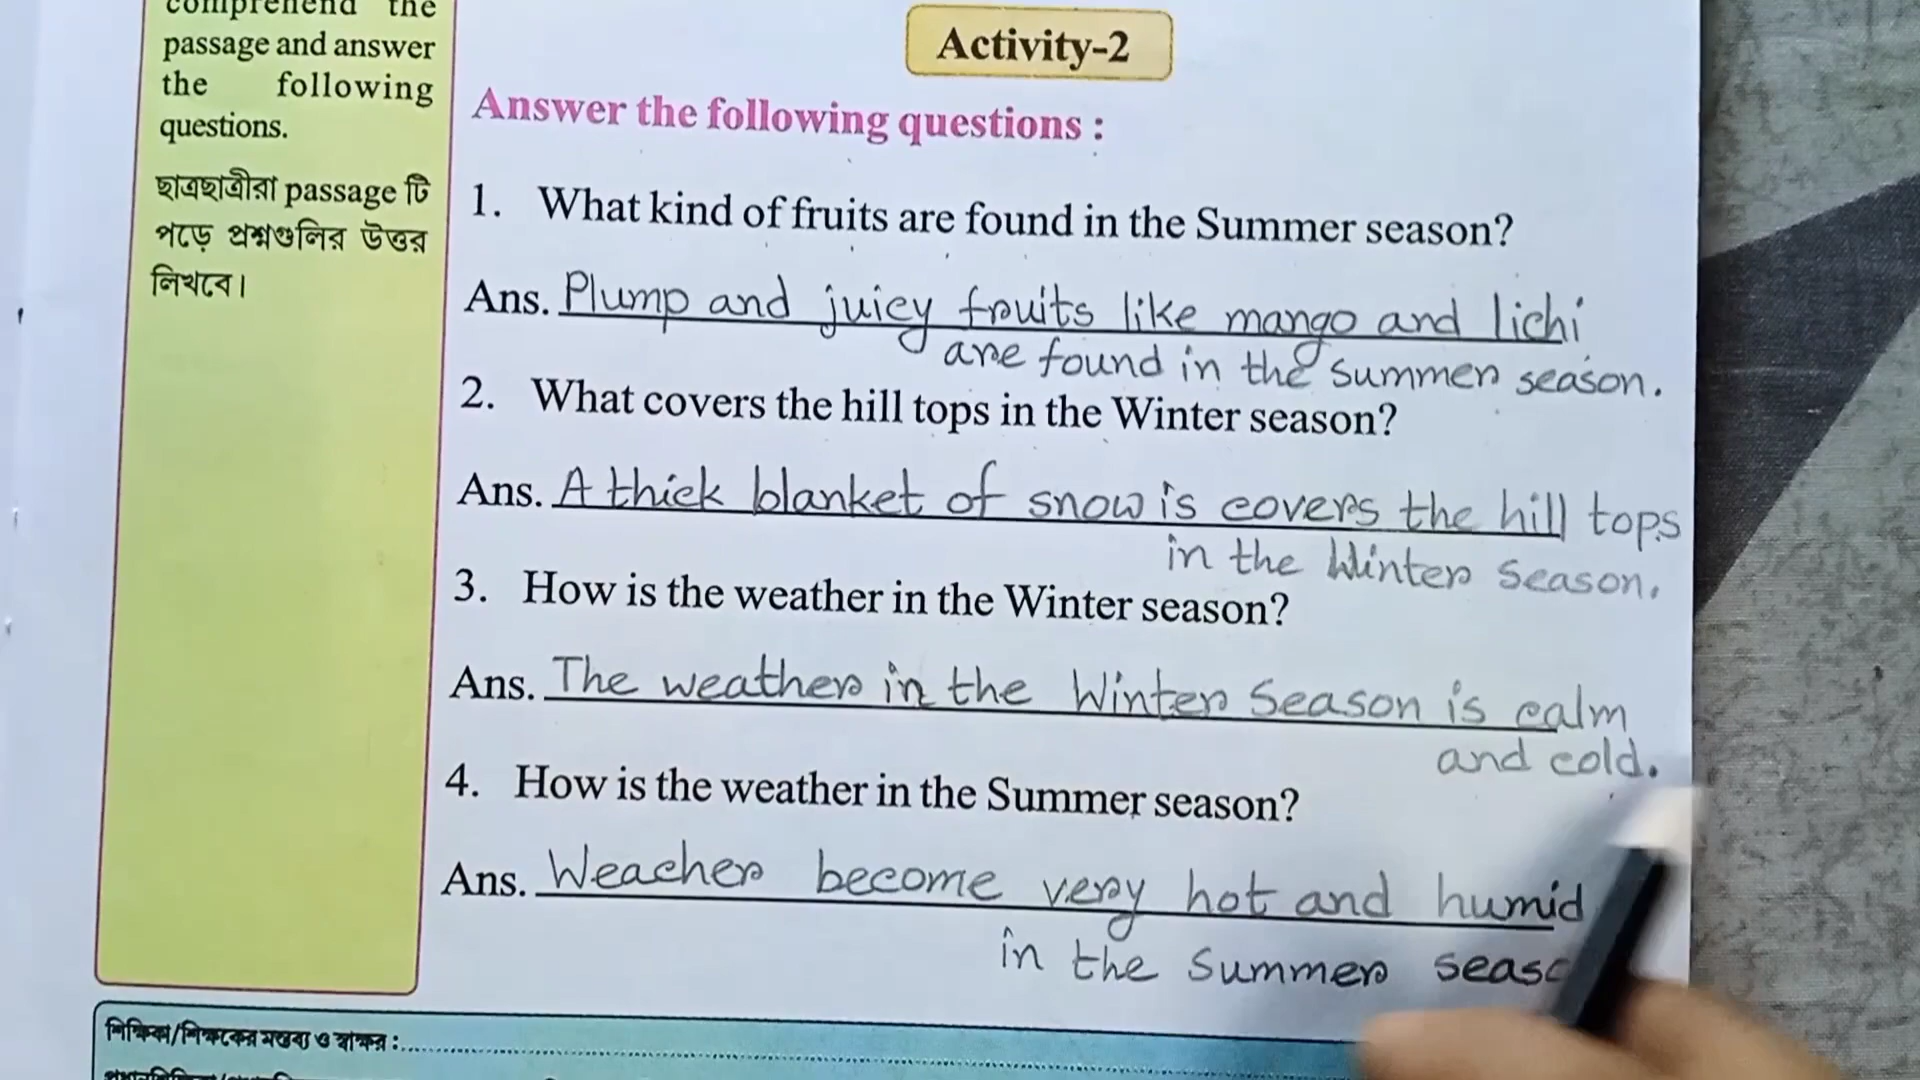 comprehend the
passage and answer
the following
questions.
ছাত্রছাত্রীরা passage টি
পড়ে প্রশ্নগুলির উত্তর
লিখবে।
Activity-2
Answer the following questions :
1. What kind of fruits are found in the Summer season?
Ans. Plump and juicy fruits like mango and lichi
are found in the summer season.
2. What covers the hill tops in the Winter season?
Ans. A thick blanket of snow is covers the hill tops
in the Winter season.
3. How is the weather in the Winter season?
Ans. The weather in the Winter Season is calm
and cold.
4. How is the weather in the Summer season?
Ans. Weacher become very hot and humid
in the summer
শিক্ষিকা/শিক্ষকের মন্তব্য ও স্বাক্ষর :